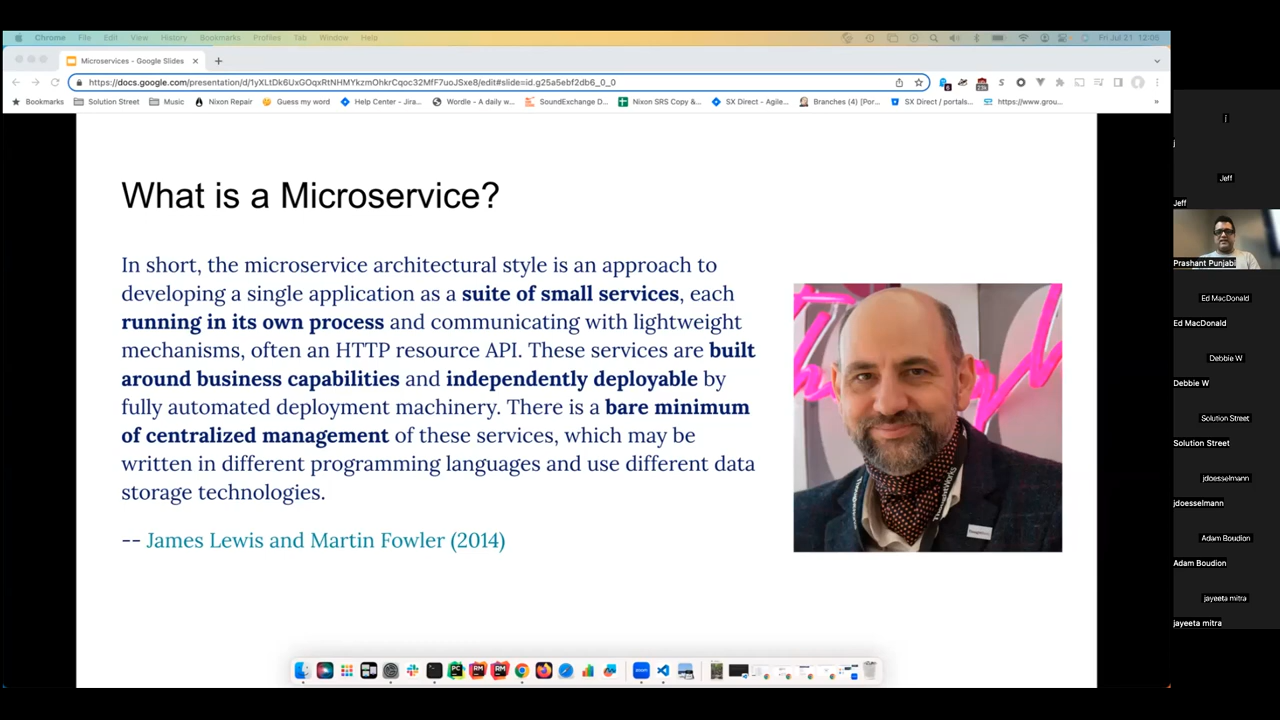 Chrome File Edit View History Bookmarks Profiles Tab Window Help
Fri Jul 21 12:06
Microservices - Google Slides
https://docs.google.com/presentation/d/1yXLtDk6UxGOqxRtNHMYkzmOhkrCqoc32MfF7uoJSxe8/edit#slide=id.g25a5ebf2db6_0_0
Bookmarks Solution Street Music Nixon Repair Guess my word Help Center - Jira... Wordle - A daily w... SoundExchange D... Nixon SRS Copy &... SX Direct - Agile... Branches (4) [Por... SX Direct / portals... https://www.grou...
What is a Microservice?
In short, the microservice architectural style is an approach to
developing a single application as a suite of small services, each
running in its own process and communicating with lightweight
mechanisms, often an HTTP resource API. These services are built
around business capabilities and independently deployable by
fully automated deployment machinery. There is a bare minimum
of centralized management of these services, which may be
written in different programming languages and use different data
storage technologies.
-- James Lewis and Martin Fowler (2014)
j
j
Jeff
Jeff
Prashant Punjabi
Ed MacDonald
Ed MacDonald
Debbie W
Debbie W
Solution Street
Solution Street
jdoesselmann
jdoesselmann
Adam Boudion
Adam Boudion
jayeeta mitra
jayeeta mitra